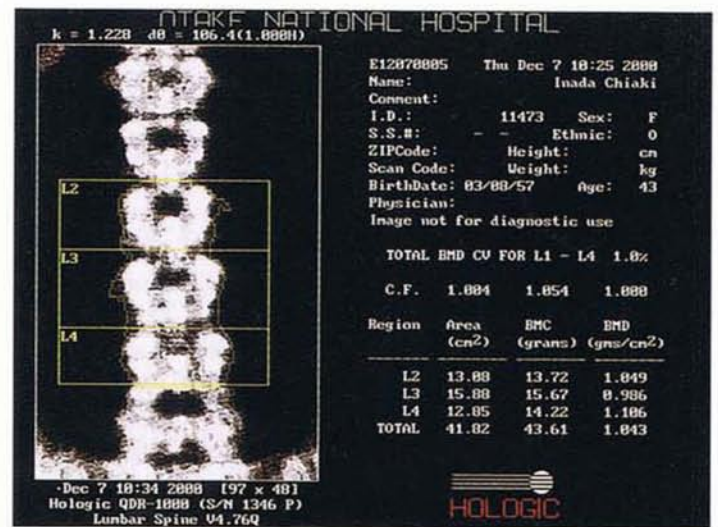 OTAKE NATIONAL HOSPITAL
k = 1.228 d0 = 106.4(1.000H)
L2
L3
L4
·Dec 7 10:34 2000 [97 x 48]
Hologic QDR-1000 (S/N 1346 P)
Lumbar Spine V4.76Q
E12070005 Thu Dec 7 10:25 2000
Name: Inada Chiaki
Comment:
I.D.: 11473 Sex: F
S.S.#: - - Ethnic: O
ZIPCode: Height: cm
Scan Code: Weight: kg
BirthDate: 03/08/57 Age: 43
Physician:
Image not for diagnostic use
TOTAL BMD CV FOR L1 - L4 1.0%
C.F. 1.004 1.054 1.000
Region Area BMC BMD
(cm2) (grams) (gms/cm2)
L2 13.08 13.72 1.049
L3 15.88 15.67 0.986
L4 12.85 14.22 1.106
TOTAL 41.82 43.61 1.043
HOLOGIC